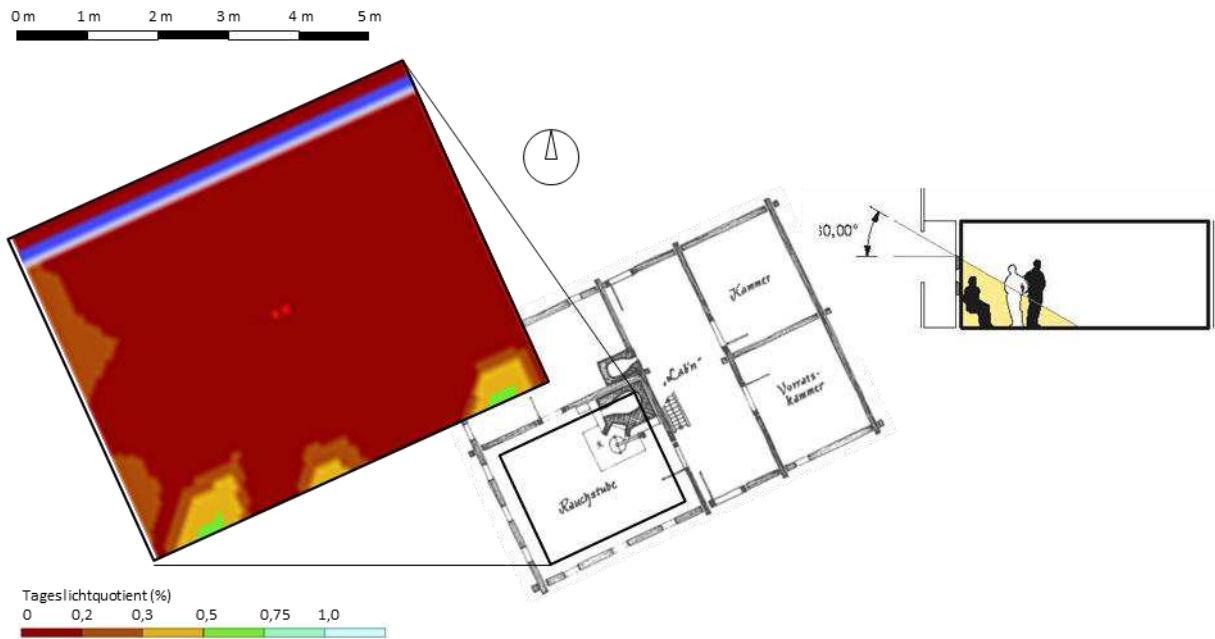 0 m 1 m 2 m 3 m 4 m 5 m
30,00°
Kammer
„Lab'n"
Vorrats-
kammer
Rauchstube
Tageslichtquotient (%)
0 0,2 0,3 0,5 0,75 1,0